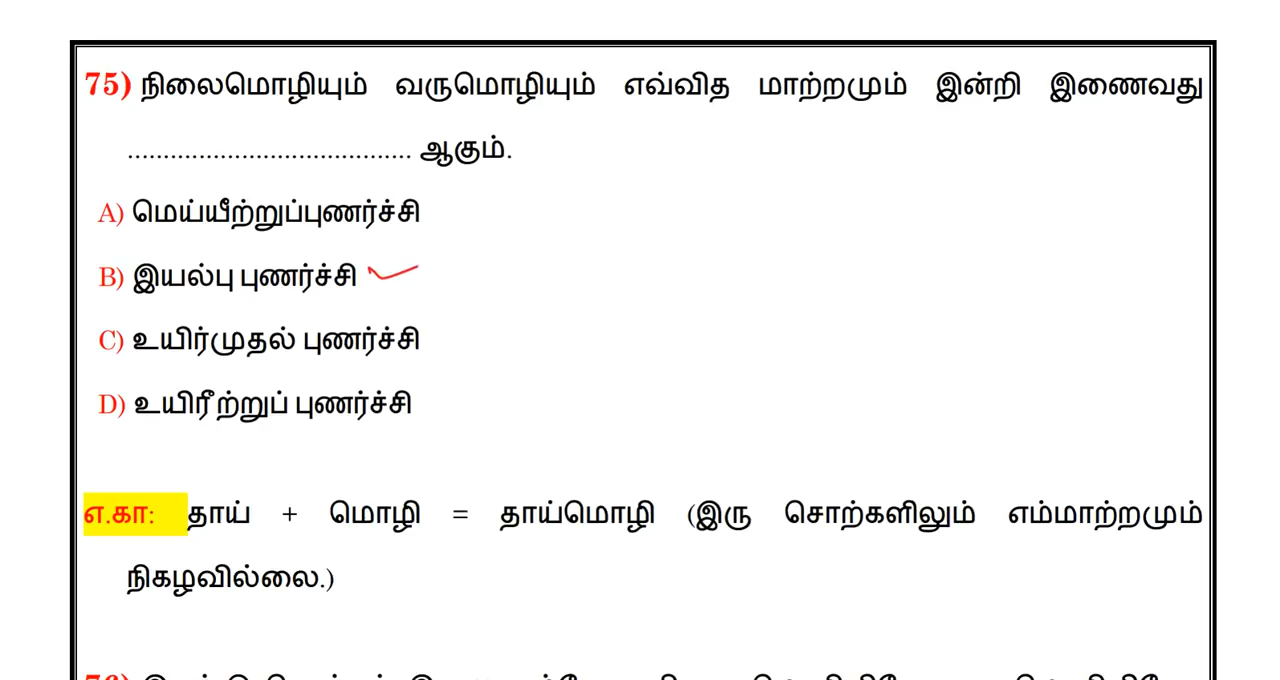 75) நிலைமொழியும் வருமொழியும் எவ்வித மாற்றமும் இன்றி இணைவது
....................................... ஆகும்.
A) மெய்யீற்றுப்புணர்ச்சி
B) இயல்பு புணர்ச்சி
C) உயிர்முதல் புணர்ச்சி
D) உயிரீற்றுப் புணர்ச்சி
எ.கா: தாய் + மொழி = தாய்மொழி (இரு சொற்களிலும் எம்மாற்றமும்
நிகழவில்லை.)